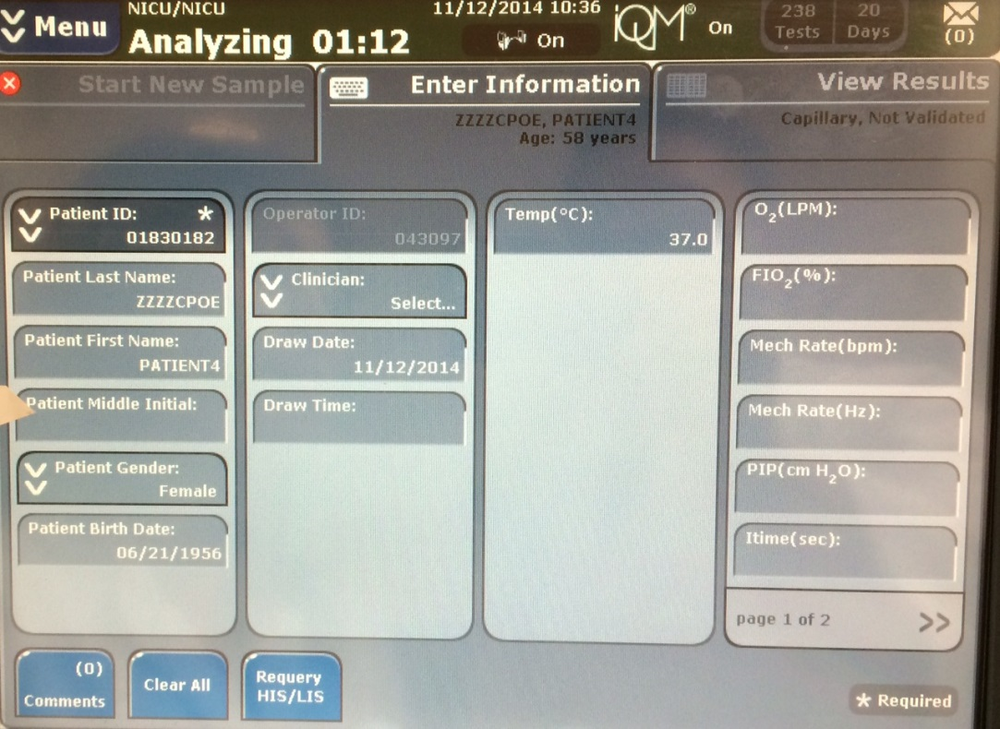 Menu
NICU/NICU
Analyzing 01:12
11/12/2014 10:36
On
iQM® On
238 Tests
20 Days
(0)
Start New Sample
Enter Information
ZZZZCPOE, PATIENT4
Age: 58 years
View Results
Capillary, Not Validated
Patient ID: *
01830182
Patient Last Name:
ZZZZCPOE
Patient First Name:
PATIENT4
Patient Middle Initial:
Patient Gender:
Female
Patient Birth Date:
06/21/1956
Operator ID:
043097
Clinician:
Select...
Draw Date:
11/12/2014
Draw Time:
Temp(°C):
37.0
O₂(LPM):
FIO₂(%):
Mech Rate(bpm):
Mech Rate(Hz):
PIP(cm H₂O):
Itime(sec):
page 1 of 2 >>
(0)
Comments
Clear All
Requery
HIS/LIS
* Required